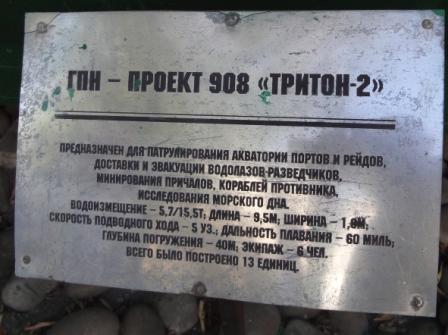 ГПН – ПРОЕКТ 908 «ТРИТОН-2»
ПРЕДНАЗНАЧЕН ДЛЯ ПАТРУЛИРОВАНИЯ АКВАТОРИИ ПОРТОВ И РЕЙДОВ,
ДОСТАВКИ И ЭВАКУАЦИИ ВОДОЛАЗОВ-РАЗВЕДЧИКОВ,
МИНИРОВАНИЯ ПРИЧАЛОВ, КОРАБЛЕЙ ПРОТИВНИКА,
ИССЛЕДОВАНИЯ МОРСКОГО ДНА.
ВОДОИЗМЕЩЕНИЕ – 5,7/15,5Т; ДЛИНА – 9,5М; ШИРИНА – 1,8М;
СКОРОСТЬ ПОДВОДНОГО ХОДА – 5 УЗ.; ДАЛЬНОСТЬ ПЛАВАНИЯ – 60 МИЛЬ;
ГЛУБИНА ПОГРУЖЕНИЯ – 40М; ЭКИПАЖ – 6 ЧЕЛ.
ВСЕГО БЫЛО ПОСТРОЕНО 13 ЕДИНИЦ.